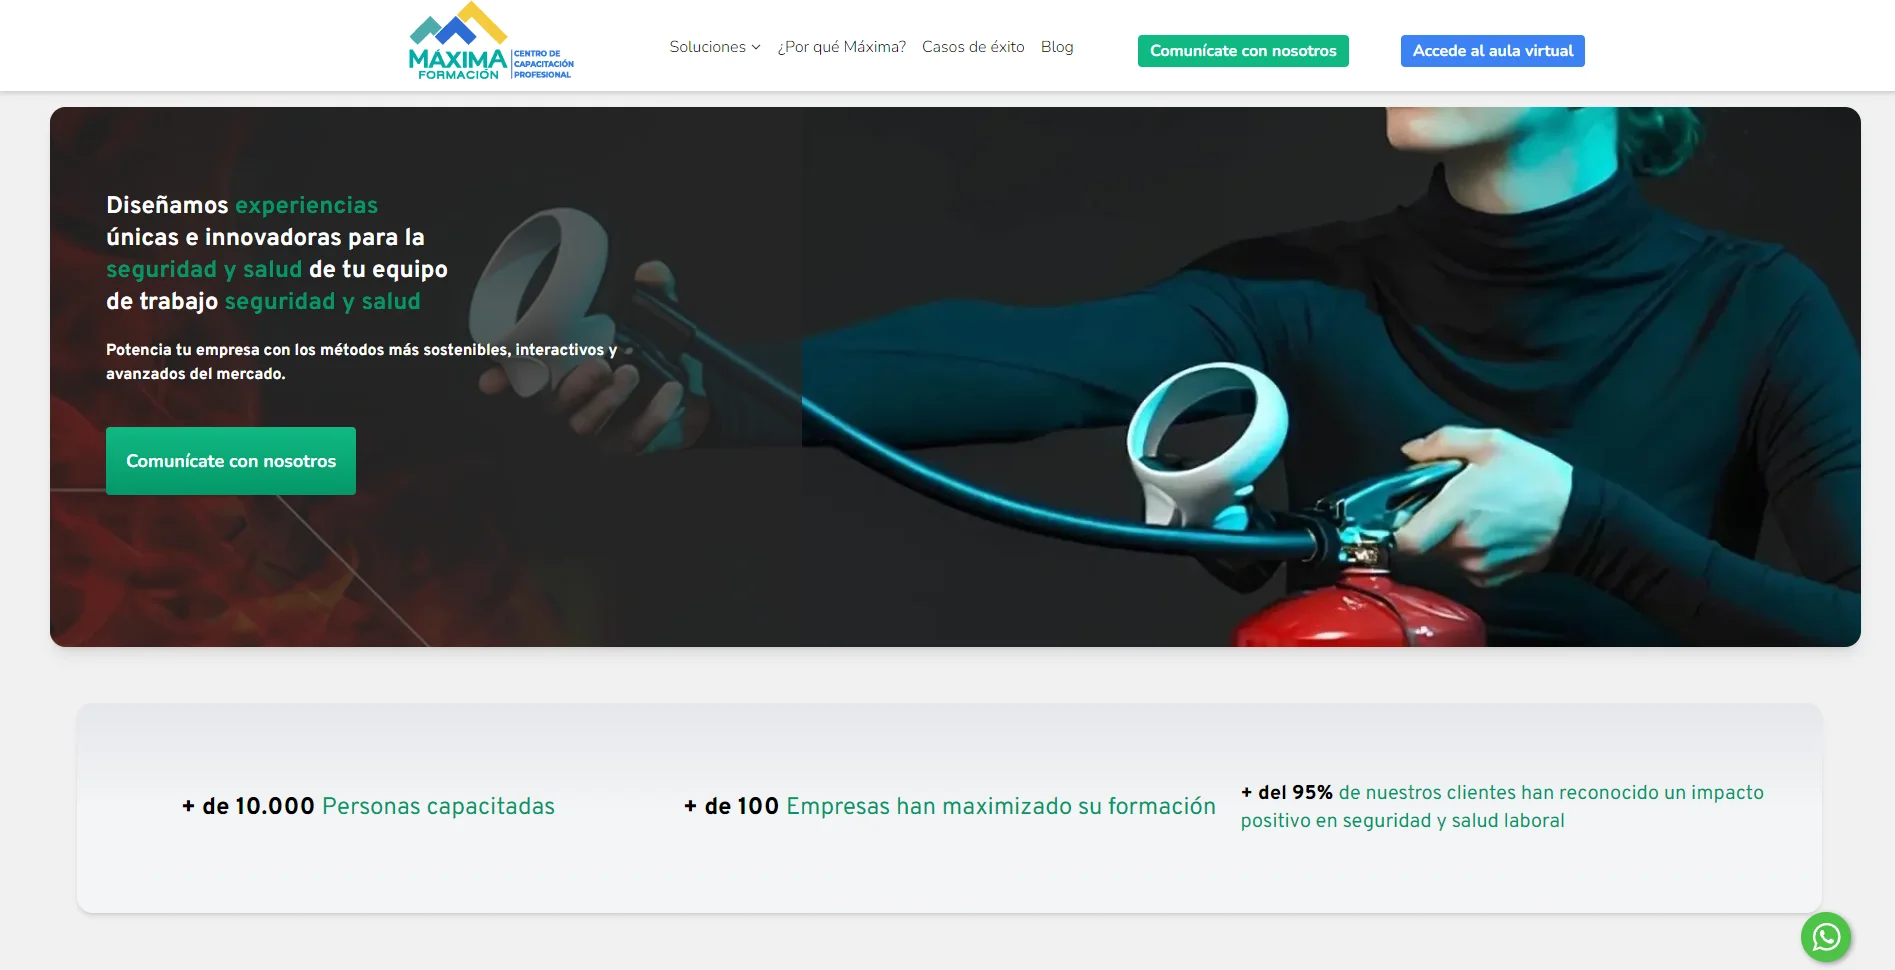 MÁXIMA
FORMACIÓN
CENTRO DE
CAPACITACIÓN
PROFESIONAL
Soluciones
¿Por qué Máxima?
Casos de éxito
Blog
Comunícate con nosotros
Accede al aula virtual
Diseñamos experiencias
únicas e innovadoras para la
seguridad y salud de tu equipo
de trabajo seguridad y salud
Potencia tu empresa con los métodos más sostenibles, interactivos y
avanzados del mercado.
Comunícate con nosotros
+ de 10.000 Personas capacitadas
+ de 100 Empresas han maximizado su formación
+ del 95% de nuestros clientes han reconocido un impacto
positivo en seguridad y salud laboral